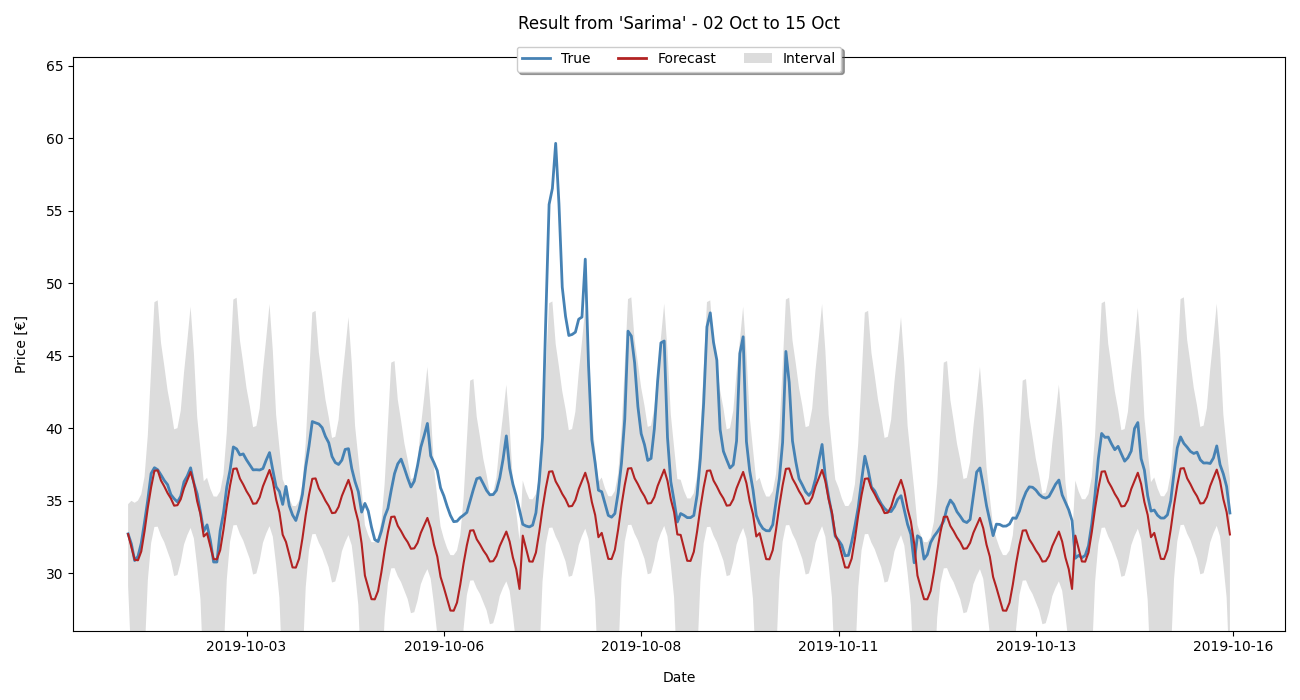 Result from 'Sarima' - 02 Oct to 15 Oct
True Forecast Interval
65
60
55
50
45
40
35
30
Price [€]
2019-10-03 2019-10-06 2019-10-08 2019-10-11 2019-10-13 2019-10-16
Date